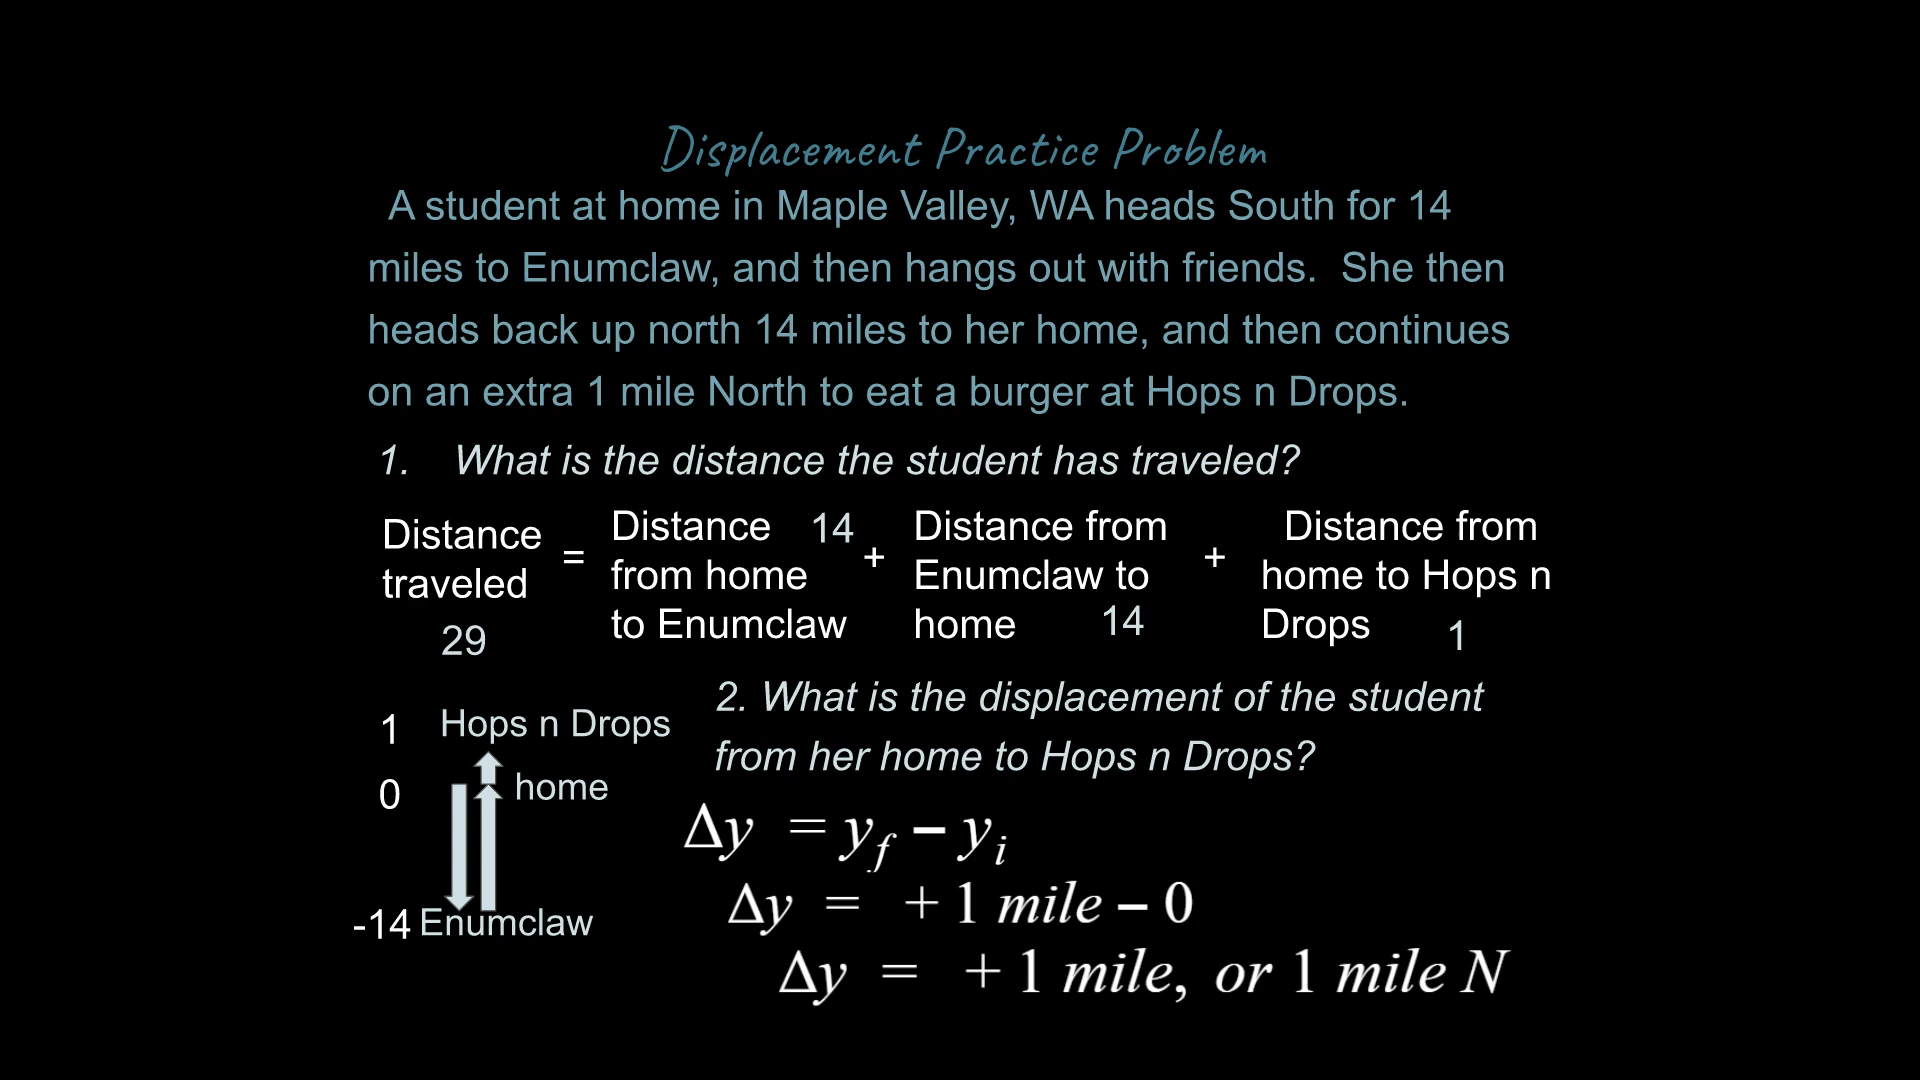 Displacement Practice Problem
A student at home in Maple Valley, WA heads South for 14
miles to Enumclaw, and then hangs out with friends.  She then
heads back up north 14 miles to her home, and then continues
on an extra 1 mile North to eat a burger at Hops n Drops.
1. What is the distance the student has traveled?
Distance
traveled
29
=
Distance 14
from home
to Enumclaw
+
Distance from
Enumclaw to
home 14
+
Distance from
home to Hops n
Drops 1
1 Hops n Drops
0 home
-14 Enumclaw
2. What is the displacement of the student
from her home to Hops n Drops?
Δy = y_f – y_i
Δy = + 1 mile – 0
Δy = + 1 mile, or 1 mile N